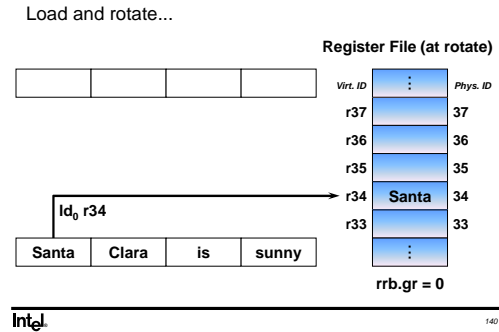 Load and rotate...
Register File (at rotate)
Virt. ID ⋮ Phys. ID
r37 37
r36 36
r35 35
r34 Santa 34
ld0 r34
r33 33
Santa Clara is sunny
⋮
rrb.gr = 0
Intel. 140